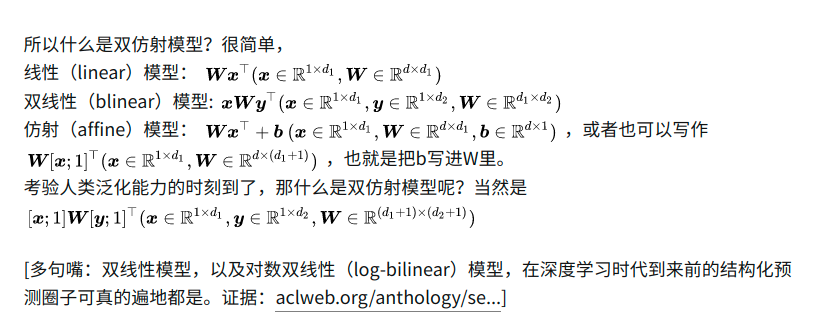 所以什么是双仿射模型？很简单，
线性（linear）模型： $\boldsymbol{W}\boldsymbol{x}^\top(\boldsymbol{x} \in \mathbb{R}^{1\times d_1}, \boldsymbol{W} \in \mathbb{R}^{d\times d_1})$
双线性（blinear）模型: $\boldsymbol{x}\boldsymbol{W}\boldsymbol{y}^\top(\boldsymbol{x} \in \mathbb{R}^{1\times d_1}, \boldsymbol{y} \in \mathbb{R}^{1\times d_2}, \boldsymbol{W} \in \mathbb{R}^{d_1\times d_2})$
仿射（affine）模型： $\boldsymbol{W}\boldsymbol{x}^\top + \boldsymbol{b}\,(\boldsymbol{x} \in \mathbb{R}^{1\times d_1}, \boldsymbol{W} \in \mathbb{R}^{d\times d_1}, \boldsymbol{b} \in \mathbb{R}^{d\times 1})$ ，或者也可以写作
$\boldsymbol{W}[\boldsymbol{x}; 1]^\top(\boldsymbol{x} \in \mathbb{R}^{1\times d_1}, \boldsymbol{W} \in \mathbb{R}^{d\times (d_1+1)})$ ，也就是把b写进W里。
考验人类泛化能力的时刻到了，那什么是双仿射模型呢？当然是
$[\boldsymbol{x}; 1]\boldsymbol{W}[\boldsymbol{y}; 1]^\top(\boldsymbol{x} \in \mathbb{R}^{1\times d_1}, \boldsymbol{y} \in \mathbb{R}^{1\times d_2}, \boldsymbol{W} \in \mathbb{R}^{(d_1+1)\times (d_2+1)})$
[多句嘴：双线性模型，以及对数双线性（log-bilinear）模型，在深度学习时代到来前的结构化预
测圈子可真的遍地都是。证据：aclweb.org/anthology/se...]